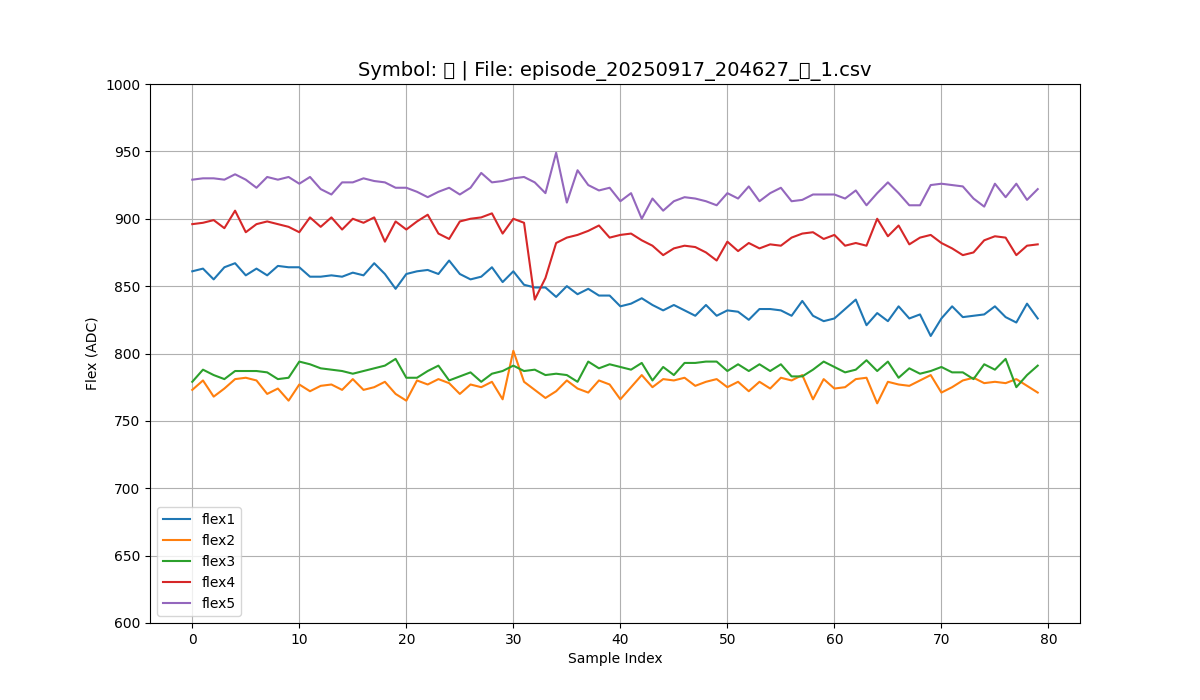 Symbol: | File: episode_20250917_204627_ _1.csv
1000
950
900
850
800
750
700
650
600
Flex (ADC)
flex1
flex2
flex3
flex4
flex5
0 10 20 30 40 50 60 70 80
Sample Index